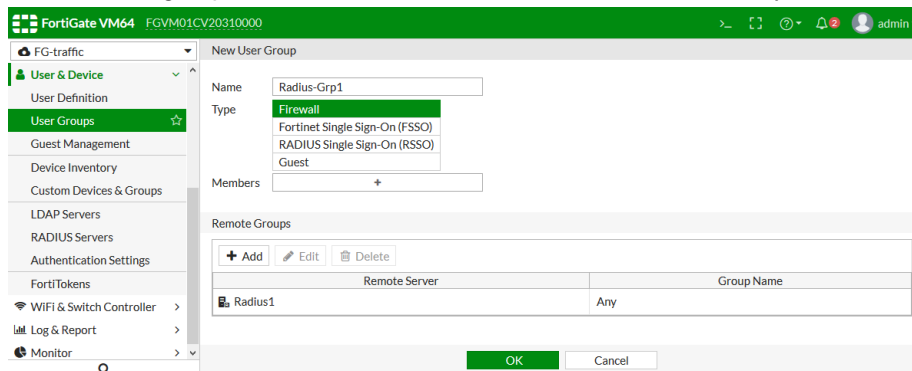 FortiGate VM64 FGVM01CV20310000
>_ 2 admin
FG-traffic
New User Group
User & Device
User Definition
User Groups
Guest Management
Device Inventory
Custom Devices & Groups
LDAP Servers
RADIUS Servers
Authentication Settings
FortiTokens
WiFi & Switch Controller
Log & Report
Monitor
Name Radius-Grp1
Type Firewall
Fortinet Single Sign-On (FSSO)
RADIUS Single Sign-On (RSSO)
Guest
Members +
Remote Groups
+ Add Edit Delete
Remote Server Group Name
Radius1 Any
OK Cancel